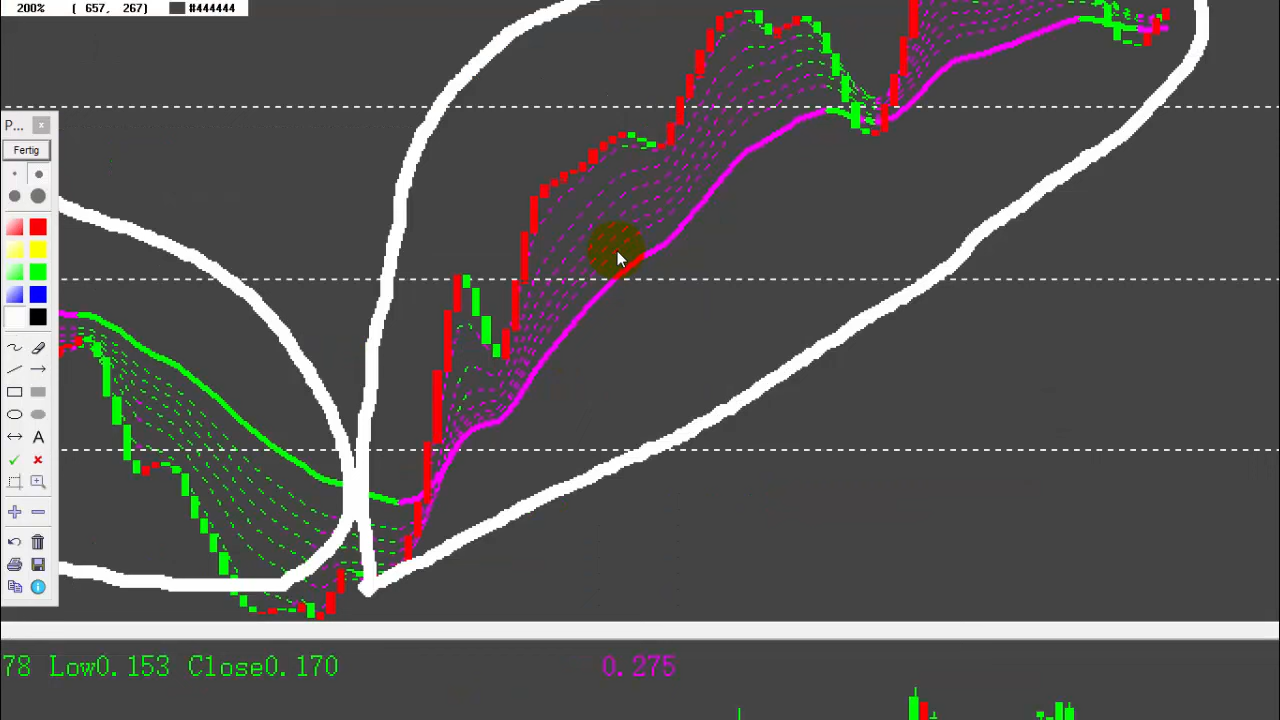 200% [ 657, 267] #444444
P... x
Fertig
A
78 Low0.153 Close0.170 0.275